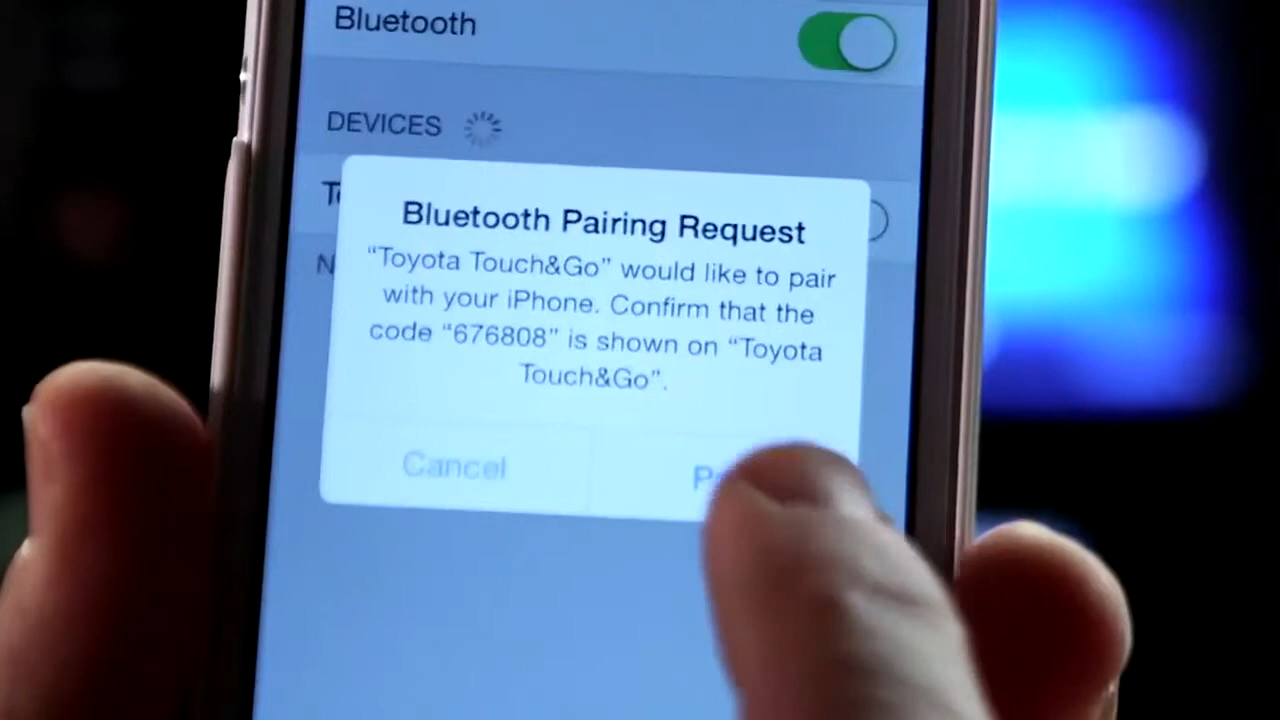 Bluetooth
DEVICES
Bluetooth Pairing Request
“Toyota Touch&Go” would like to pair
with your iPhone. Confirm that the
code “676808” is shown on “Toyota
Touch&Go”.
Cancel